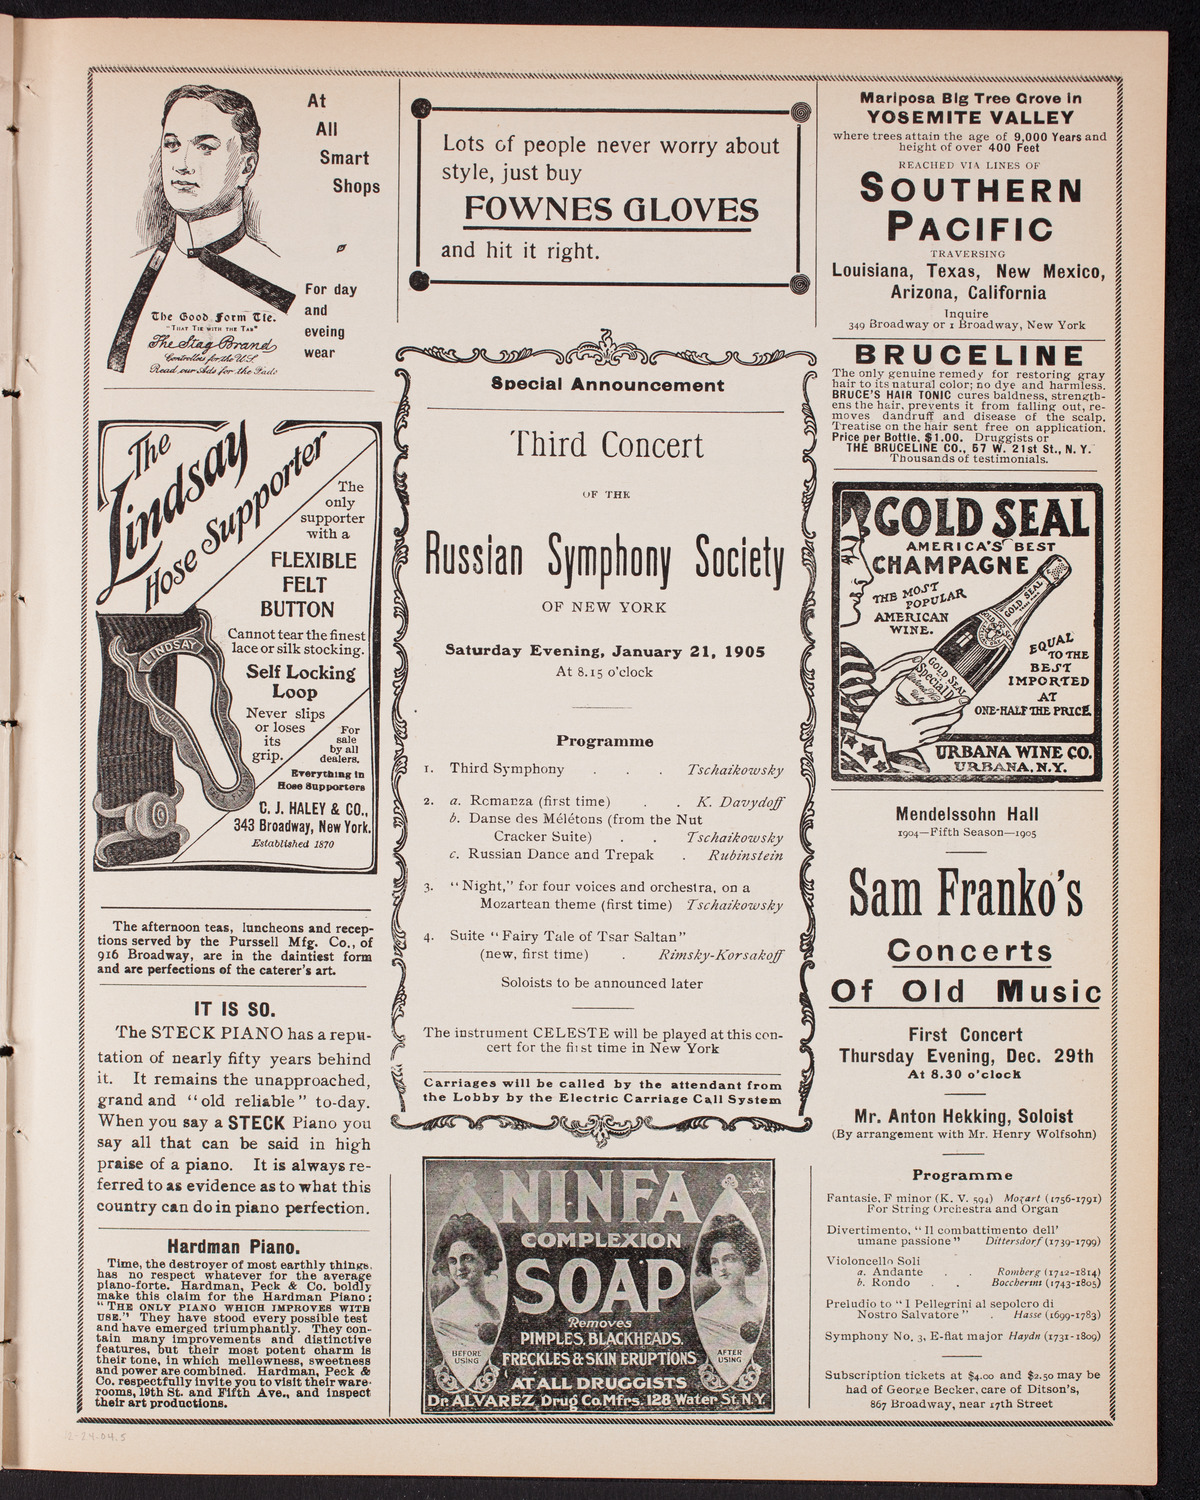 At
All
Smart
Shops
For day
and
eveing
wear
The Good Form Tie.
"THAT TIE WITH THE TAB"
The Stag Brand
Controllers for the U.S.
Read our Ads for the Fads
The
Lindsay
Hose Supporter
The
only
supporter
with a
FLEXIBLE
FELT
BUTTON
Cannot tear the finest
lace or silk stocking.
Self Locking
Loop
Never slips
or loses
its
grip.
For
sale
by all
dealers.
Everything in
Hose Supporters
C. J. HALEY & CO.,
343 Broadway, New York.
Established 1870
LINDSAY
The afternoon teas, luncheons and recep-
tions served by the Purssell Mfg. Co., of
916 Broadway, are in the daintiest form
and are perfections of the caterer's art.
IT IS SO.
The STECK PIANO has a repu-
tation of nearly fifty years behind
it. It remains the unapproached,
grand and "old reliable" to-day.
When you say a STECK Piano you
say all that can be said in high
praise of a piano. It is always re-
ferred to as evidence as to what this
country can do in piano perfection.
Hardman Piano.
Time, the destroyer of most earthly things,
has no respect whatever for the average
piano-forte. Hardman, Peck & Co. boldly
make this claim for the Hardman Piano:
"THE ONLY PIANO WHICH IMPROVES WITH
USE." They have stood every possible test
and have emerged triumphantly. They con-
tain many improvements and distinctive
features, but their most potent charm is
their tone, in which mellowness, sweetness
and power are combined. Hardman, Peck &
Co. respectfully invite you to visit their ware-
rooms, 19th St. and Fifth Ave., and inspect
their art productions.
Lots of people never worry about
style, just buy
FOWNES GLOVES
and hit it right.
Special Announcement
Third Concert
OF THE
Russian Symphony Society
OF NEW YORK
Saturday Evening, January 21, 1905
At 8.15 o'clock
Programme
1. Third Symphony . . . Tschaikowsky
2. a. Romanza (first time) . . K. Davydoff
b. Danse des Mélétons (from the Nut
Cracker Suite) . . Tschaikowsky
c. Russian Dance and Trepak . Rubinstein
3. "Night," for four voices and orchestra, on a
Mozartean theme (first time) Tschaikowsky
4. Suite "Fairy Tale of Tsar Saltan"
(new, first time) . Rimsky-Korsakoff
Soloists to be announced later
The instrument CELESTE will be played at this con-
cert for the first time in New York
Carriages will be called by the attendant from
the Lobby by the Electric Carriage Call System
NINFA
COMPLEXION
SOAP
Removes
PIMPLES, BLACKHEADS,
FRECKLES & SKIN ERUPTIONS
AT ALL DRUGGISTS
Dr. ALVAREZ, Drug Co. Mfrs. 128 Water St. N.Y.
BEFORE
USING
AFTER
USING
Mariposa Big Tree Grove in
YOSEMITE VALLEY
where trees attain the age of 9,000 Years and
height of over 400 Feet
REACHED VIA LINES OF
SOUTHERN
PACIFIC
TRAVERSING
Louisiana, Texas, New Mexico,
Arizona, California
Inquire
349 Broadway or 1 Broadway, New York
BRUCELINE
The only genuine remedy for restoring gray
hair to its natural color; no dye and harmless.
BRUCE'S HAIR TONIC cures baldness, strength-
ens the hair, prevents it from falling out, re-
moves dandruff and disease of the scalp.
Treatise on the hair sent free on application.
Price per Bottle, $1.00. Druggists or
THE BRUCELINE CO., 57 W. 21st St., N. Y.
Thousands of testimonials.
GOLD SEAL
AMERICA'S BEST
CHAMPAGNE
THE MOST
POPULAR
AMERICAN
WINE.
GOLD SEAL
GOLD SEAL
Special Dry
EQUAL
TO THE
BEST
IMPORTED
AT
ONE-HALF THE PRICE.
URBANA WINE CO.
URBANA, N.Y.
Mendelssohn Hall
1904—Fifth Season—1905
Sam Franko's
Concerts
Of Old Music
First Concert
Thursday Evening, Dec. 29th
At 8.30 o'clock
Mr. Anton Hekking, Soloist
(By arrangement with Mr. Henry Wolfsohn)
Programme
Fantasie, F minor (K. V. 594) Mozart (1756-1791)
For String Orchestra and Organ
Divertimento, "Il combattimento dell'
umane passione" Dittersdorf (1739-1799)
Violoncello Soli
a. Andante . . Romberg (1742-1814)
b. Rondo . . Boccherini (1743-1805)
Preludio to "I Pellegrini al sepolcro di
Nostro Salvatore" . Hasse (1699-1783)
Symphony No. 3, E-flat major Haydn (1731-1809)
Subscription tickets at $4.00 and $2.50 may be
had of George Becker, care of Ditson's,
867 Broadway, near 17th Street
2-24-04.5